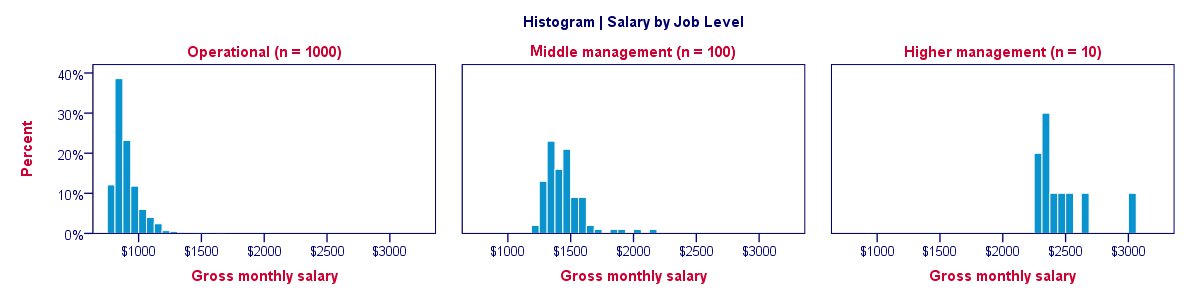 Histogram | Salary by Job Level
Operational (n = 1000) Middle management (n = 100) Higher management (n = 10)
Percent
40%
30%
20%
10%
0%
$1000 $1500 $2000 $2500 $3000 $1000 $1500 $2000 $2500 $3000 $1000 $1500 $2000 $2500 $3000
Gross monthly salary Gross monthly salary Gross monthly salary